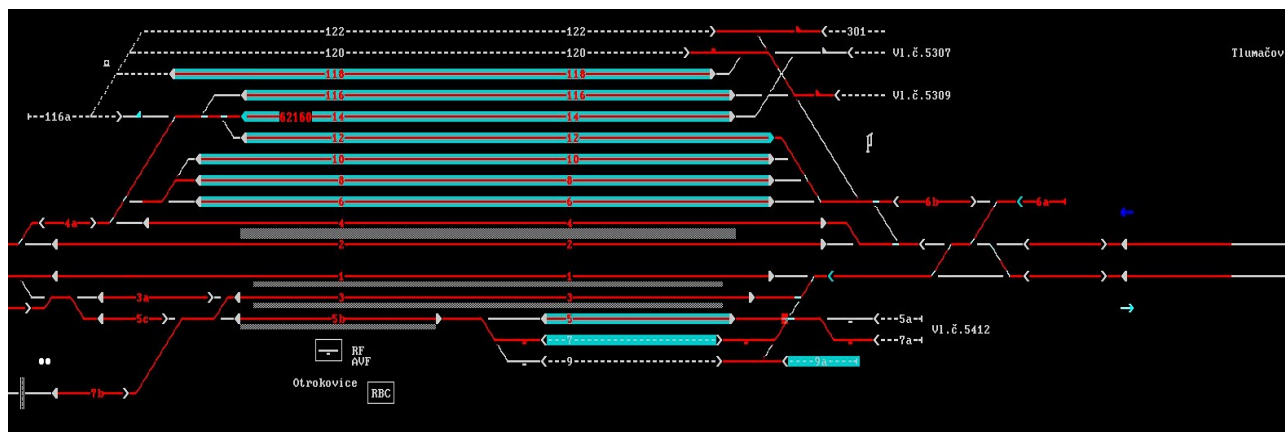 122 122 301
120 120 Vl.č.5307 Tlumačov
118 118
116 116 Vl.č.5309
116a 62160 14 14
12 12
10 10
8 8
6 6 6b 6a
4a 4 4
2 2
1 1
3a 3 3
5c 5b 5 5a
Vl.č.5412
7 7a
RF
AVF
9 9a
Otrokovice
RBC
7b